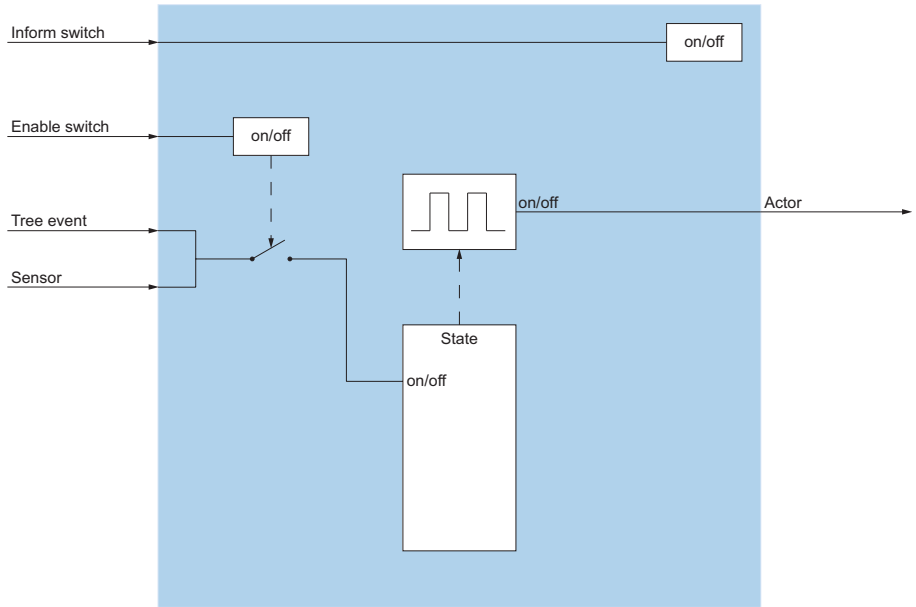 Inform switch
on/off
Enable switch
on/off
Tree event
on/off
Actor
Sensor
State
on/off